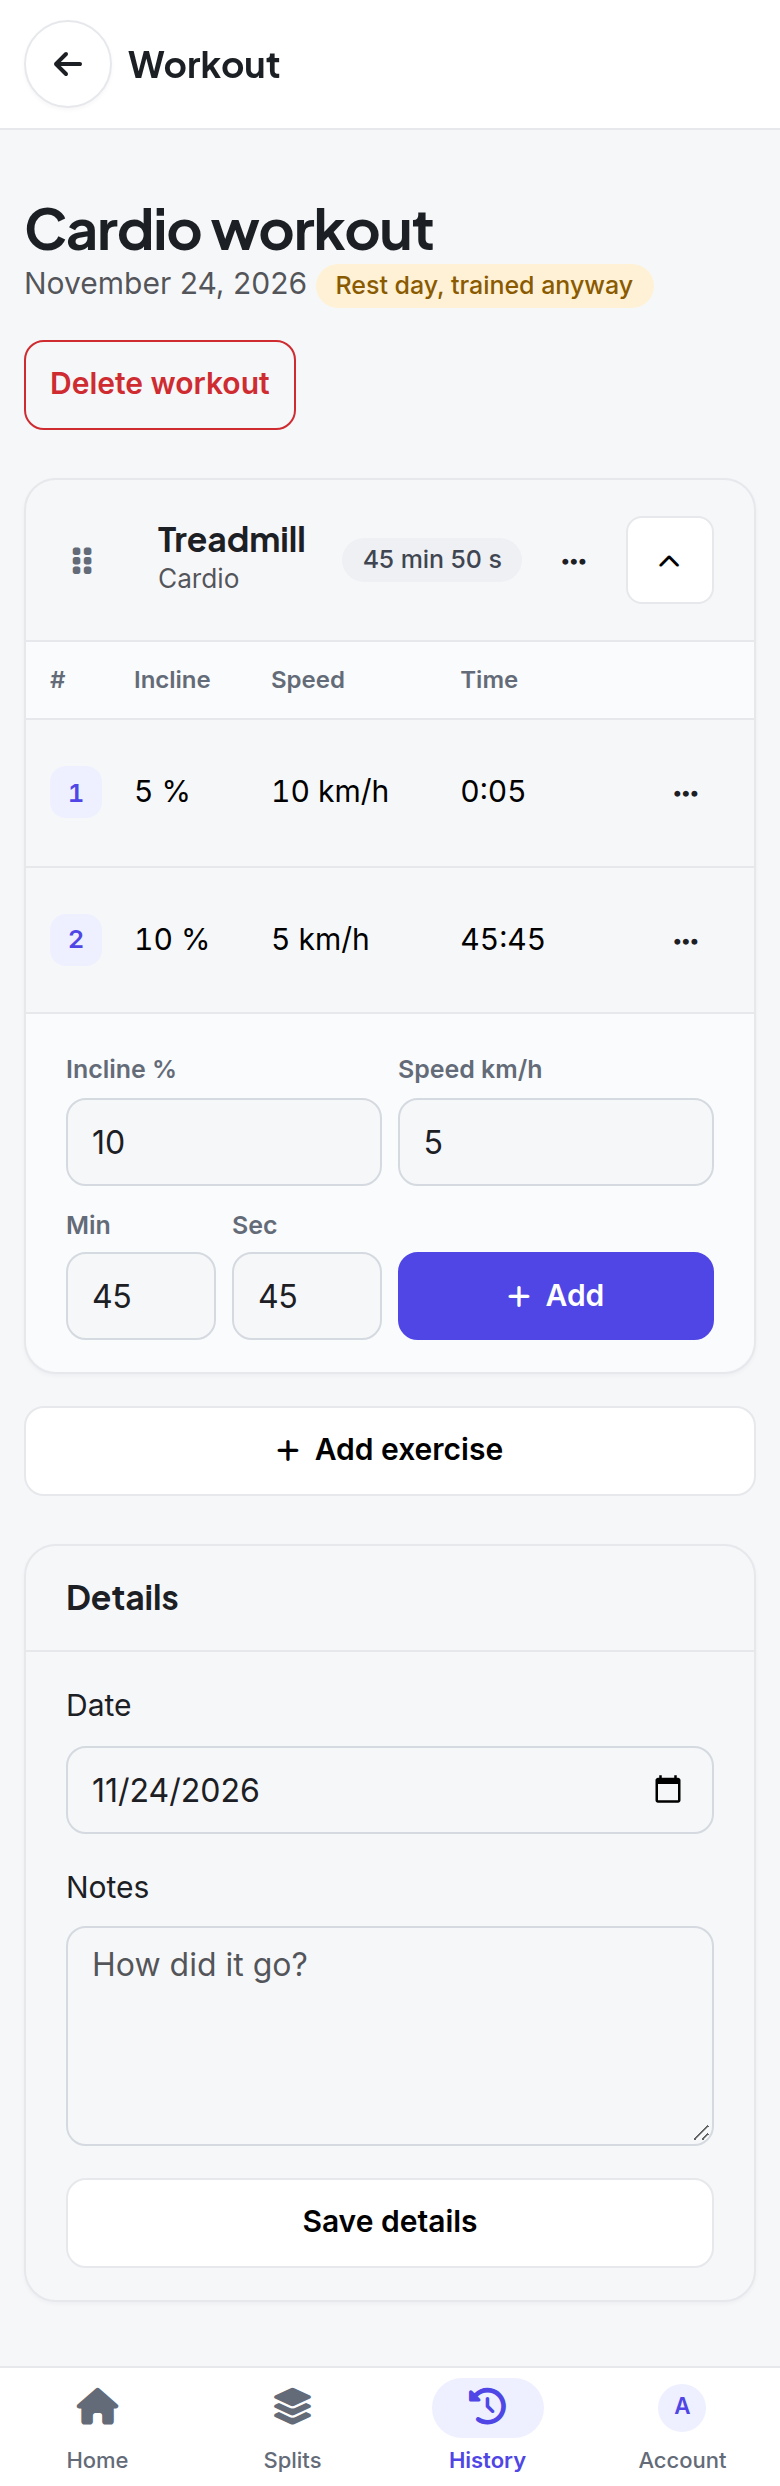 Workout
Cardio workout
November 24, 2026 Rest day, trained anyway
Delete workout
Treadmill
Cardio
45 min 50 s
# Incline Speed Time
1 5 % 10 km/h 0:05
2 10 % 5 km/h 45:45
Incline % Speed km/h
10 5
Min Sec
45 45 + Add
+ Add exercise
Details
Date
11/24/2026
Notes
How did it go?
Save details
A
Home Splits History Account